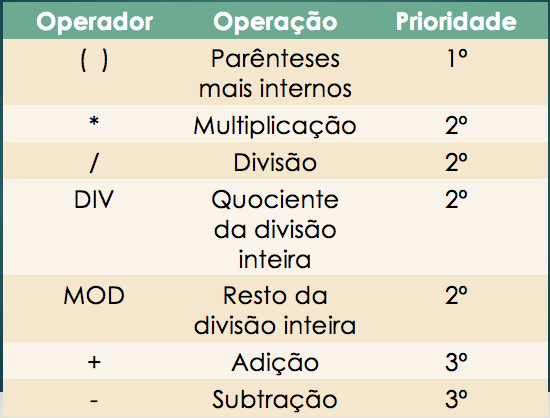 Operador Operação Prioridade
( ) Parênteses 1º
mais internos
* Multiplicação 2º
/ Divisão 2º
DIV Quociente 2º
da divisão
inteira
MOD Resto da 2º
divisão inteira
+ Adição 3º
- Subtração 3º